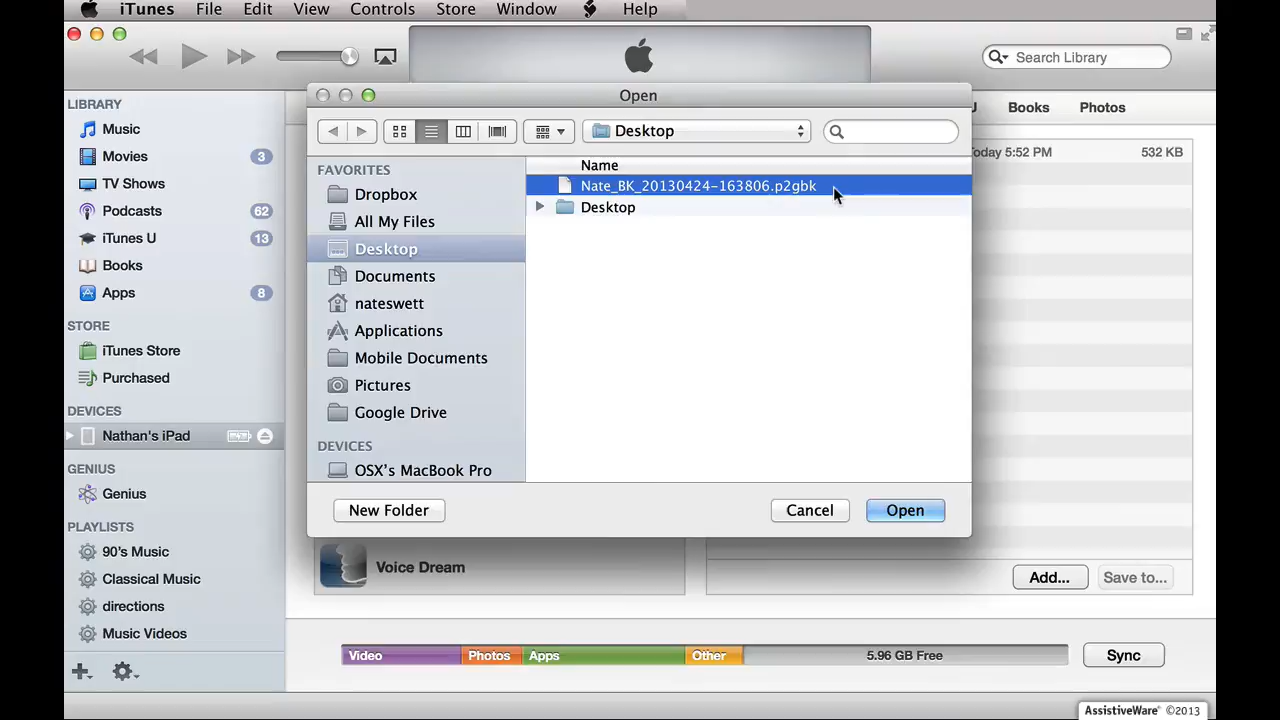 iTunes File Edit View Controls Store Window Help
Search Library
Open
LIBRARY
Music
Movies 3
TV Shows
Podcasts 62
iTunes U 13
Books
Apps 8
STORE
iTunes Store
Purchased
DEVICES
Nathan's iPad
GENIUS
Genius
PLAYLISTS
90's Music
Classical Music
directions
Music Videos
Desktop
FAVORITES
Dropbox
All My Files
Desktop
Documents
nateswett
Applications
Mobile Documents
Pictures
Google Drive
DEVICES
OSX's MacBook Pro
Name
Nate_BK_20130424-163806.p2gbk
Desktop
New Folder Cancel Open
Books Photos
oday 5:52 PM 532 KB
Voice Dream
Add... Save to...
Video Photos Apps Other 5.96 GB Free Sync
AssistiveWare® ©2013